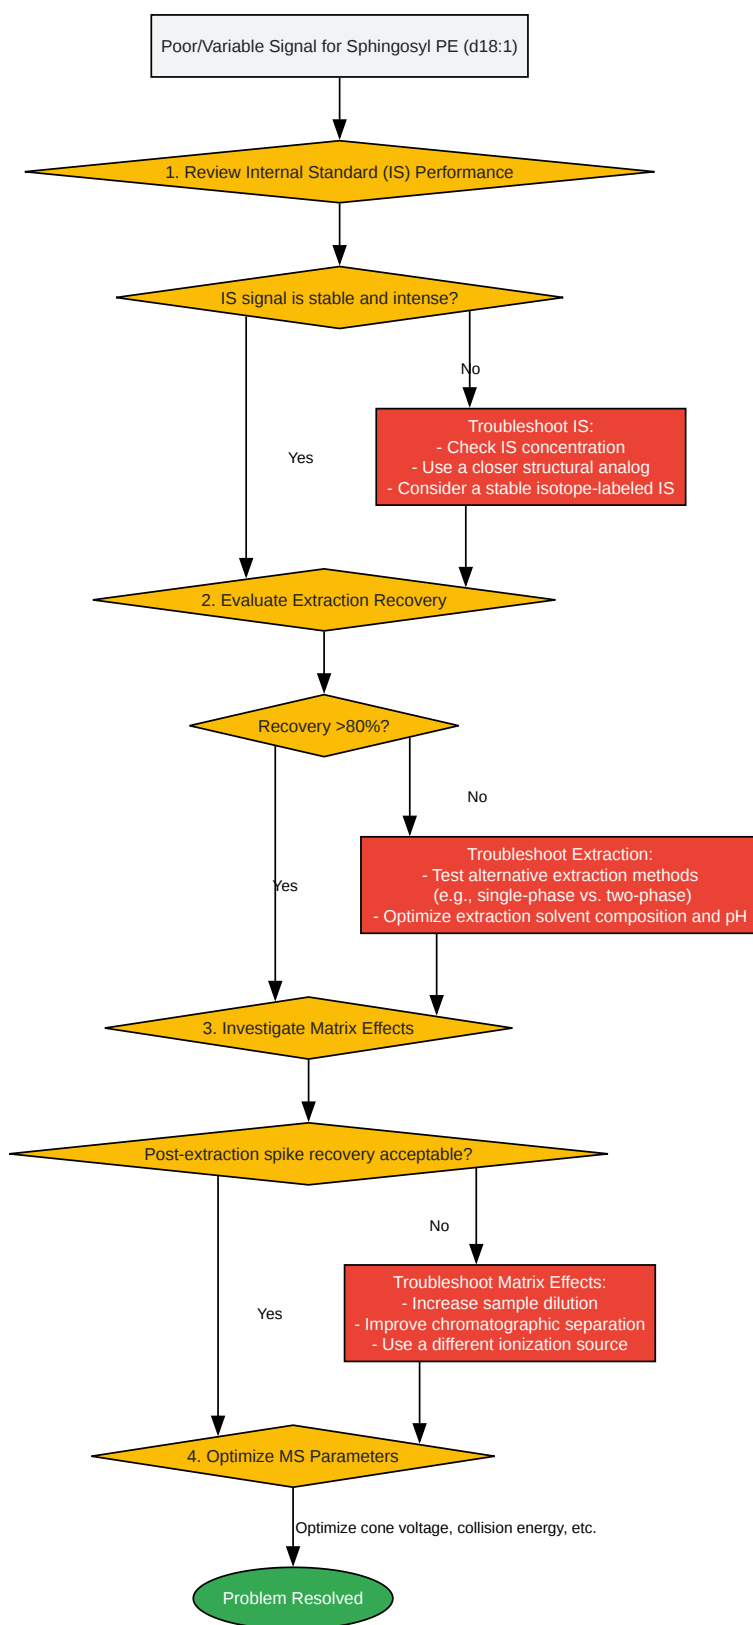 Poor/Variable Signal for Sphingosyl PE (d18:1)
1. Review Internal Standard (IS) Performance
IS signal is stable and intense?
No
Troubleshoot IS:
- Check IS concentration
- Use a closer structural analog
- Consider a stable isotope-labeled IS
Yes
2. Evaluate Extraction Recovery
Recovery >80%?
No
Troubleshoot Extraction:
- Test alternative extraction methods
(e.g., single-phase vs. two-phase)
- Optimize extraction solvent composition and pH
Yes
3. Investigate Matrix Effects
Post-extraction spike recovery acceptable?
No
Troubleshoot Matrix Effects:
- Increase sample dilution
- Improve chromatographic separation
- Use a different ionization source
Yes
4. Optimize MS Parameters
Optimize cone voltage, collision energy, etc.
Problem Resolved